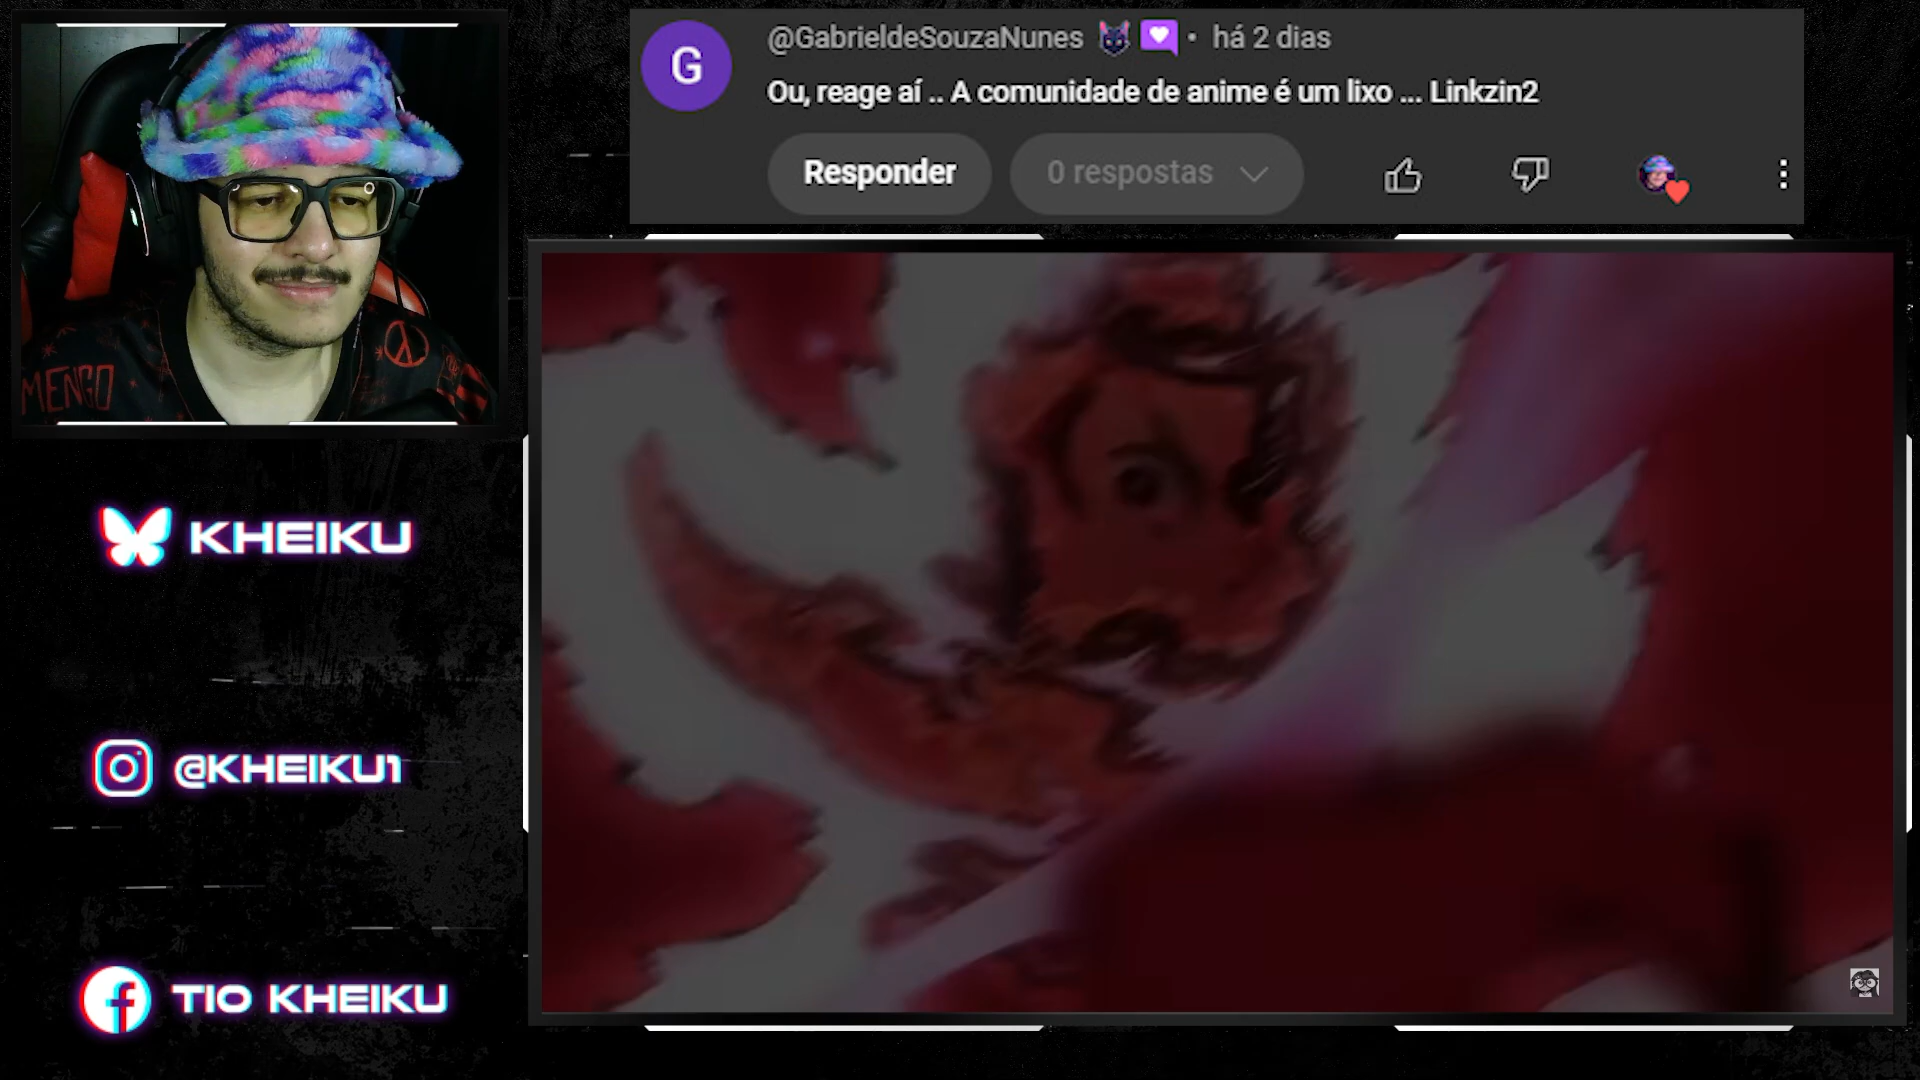 @GabrieldeSouzaNunes • há 2 dias
Ou, reage aí .. A comunidade de anime é um lixo ... Linkzin2
Responder
0 respostas
MENGO
KHEIKU
@KHEIKU1
TIO KHEIKU